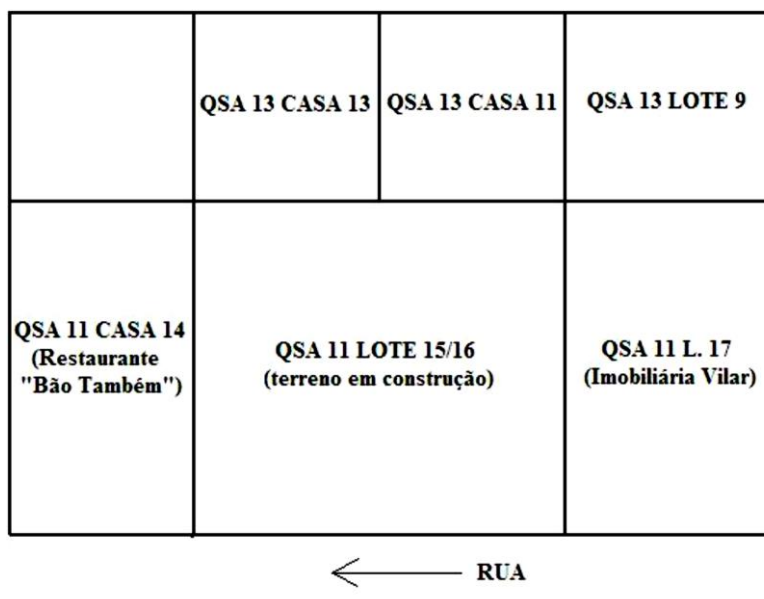 QSA 13 CASA 13
QSA 13 CASA 11
QSA 13 LOTE 9
QSA 11 CASA 14
(Restaurante
"Bão Também")
QSA 11 LOTE 15/16
(terreno em construção)
QSA 11 L. 17
(Imobiliária Vilar)
RUA